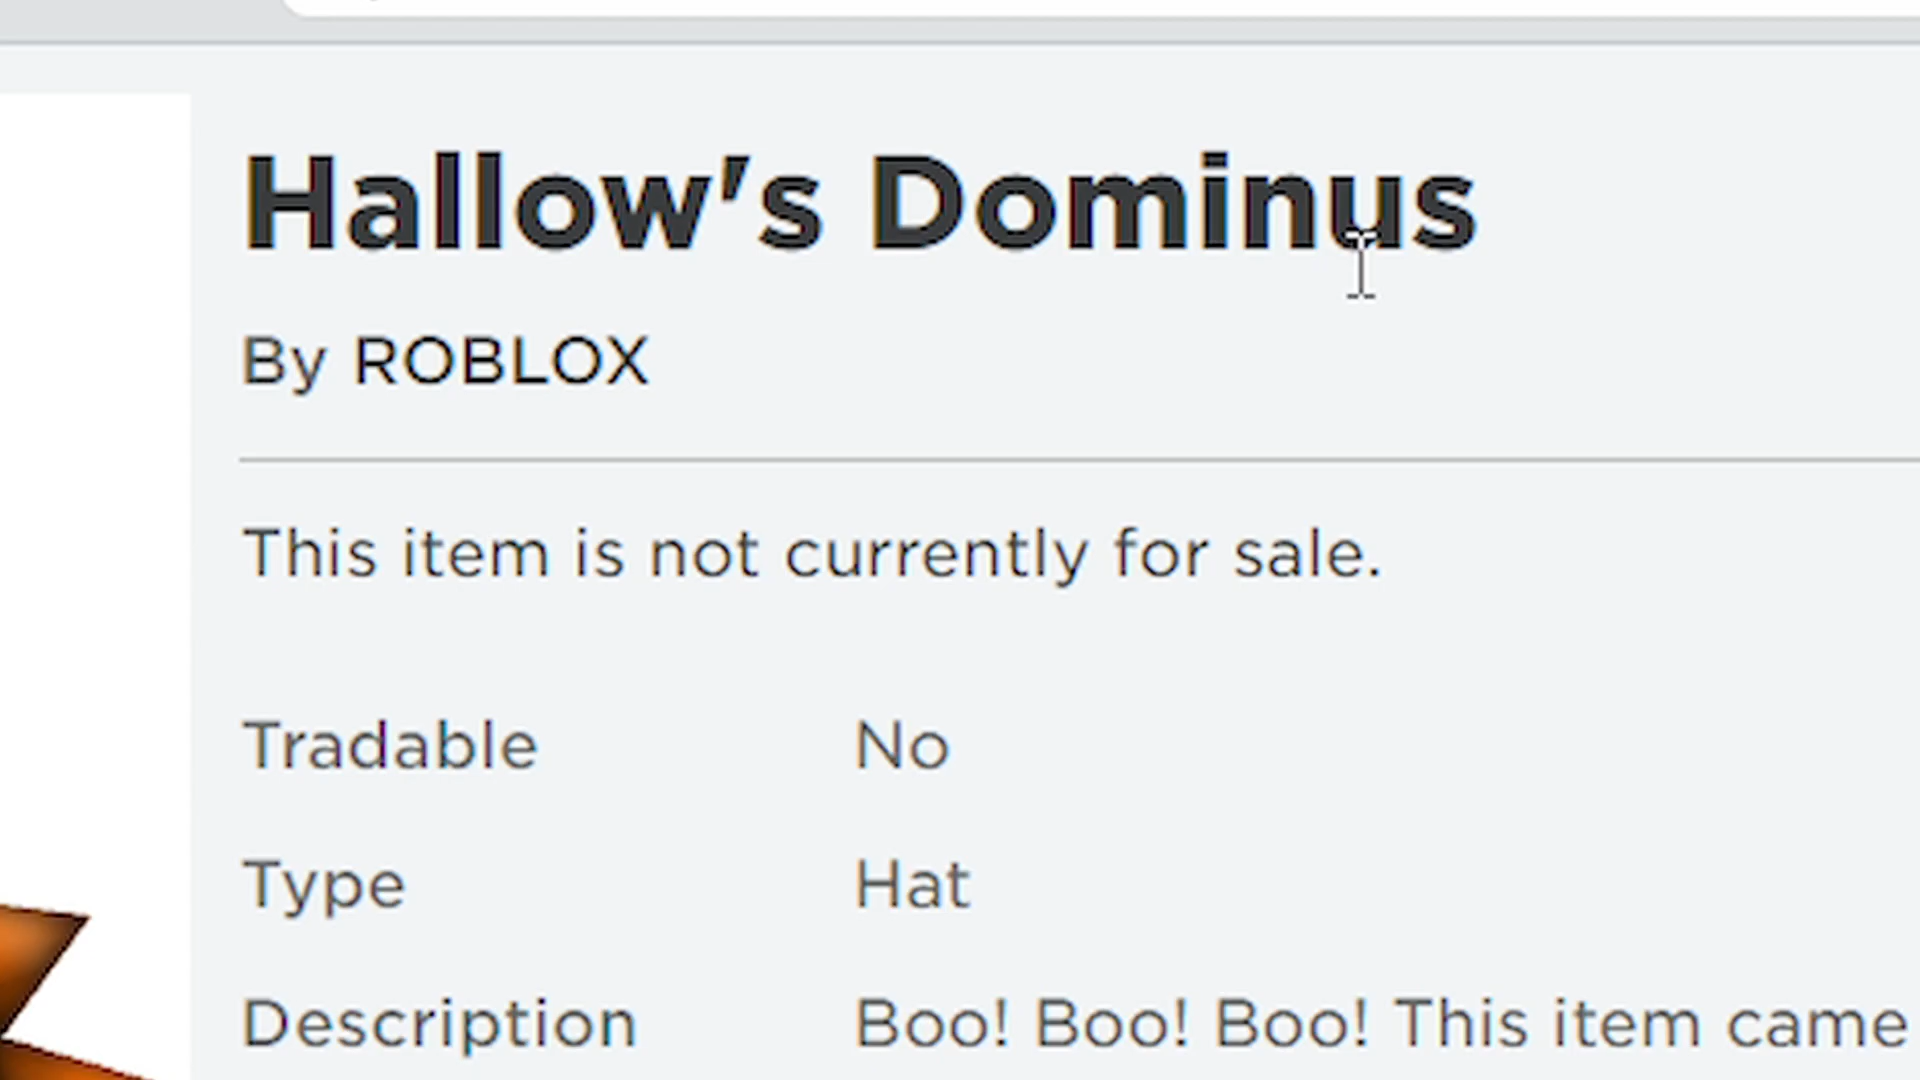 Hallow's Dominus
By ROBLOX
This item is not currently for sale.
Tradable No
Type Hat
Description Boo! Boo! Boo! This item came